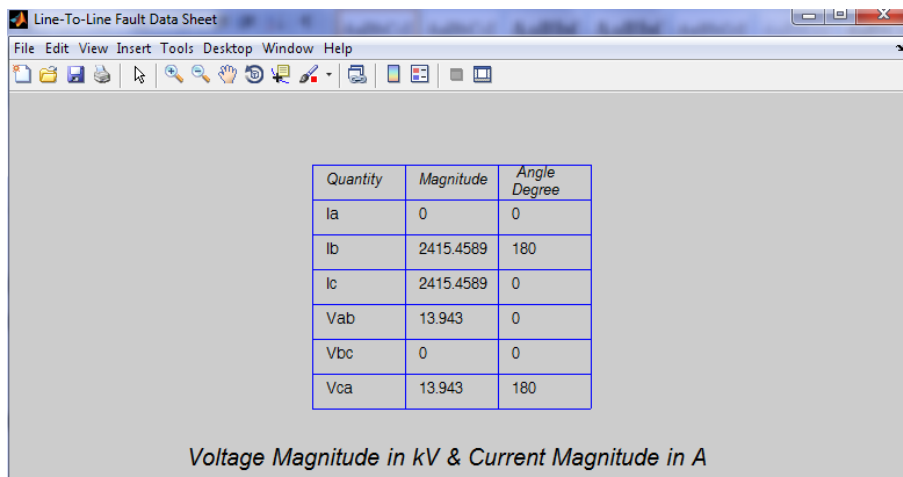 Line-To-Line Fault Data Sheet
File Edit View Insert Tools Desktop Window Help
Quantity Magnitude Angle Degree
Ia 0 0
Ib 2415.4589 180
Ic 2415.4589 0
Vab 13.943 0
Vbc 0 0
Vca 13.943 180
Voltage Magnitude in kV & Current Magnitude in A